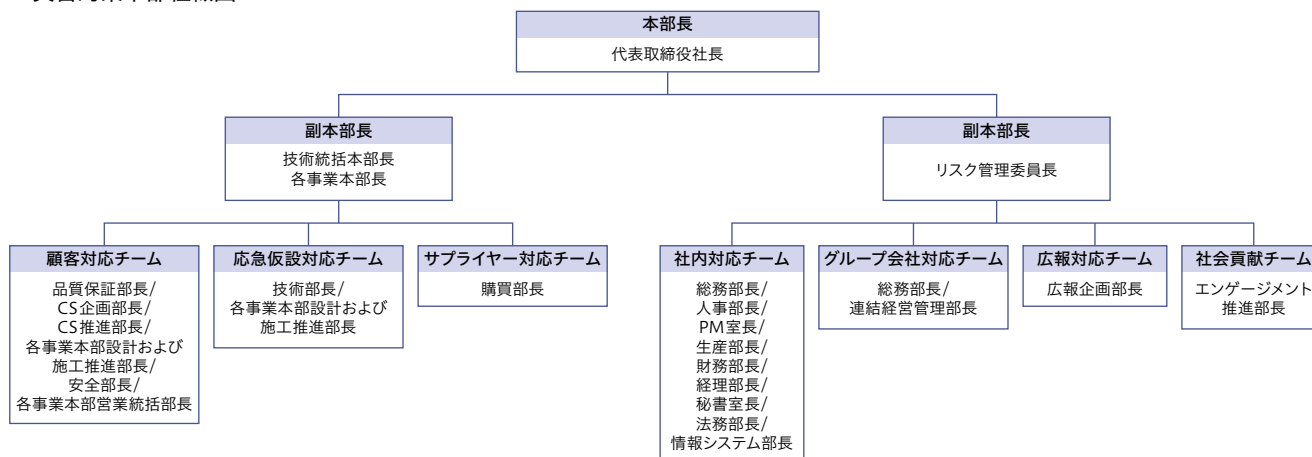 本部長
代表取締役社長
副本部長
技術統括本部長
各事業本部長
副本部長
リスク管理委員長
顧客対応チーム
品質保証部長/
CS企画部長/
CS推進部長/
各事業本部設計および
施工推進部長/
安全部長/
各事業本部営業統括部長
応急仮設対応チーム
技術部長/
各事業本部設計および
施工推進部長
サプライヤー対応チーム
購買部長
社内対応チーム
総務部長/
人事部長/
PM室長/
生産部長/
財務部長/
経理部長/
秘書室長/
法務部長/
情報システム部長
グループ会社対応チーム
総務部長/
連結経営管理部長
広報対応チーム
広報企画部長
社会貢献チーム
エンゲージメント
推進部長